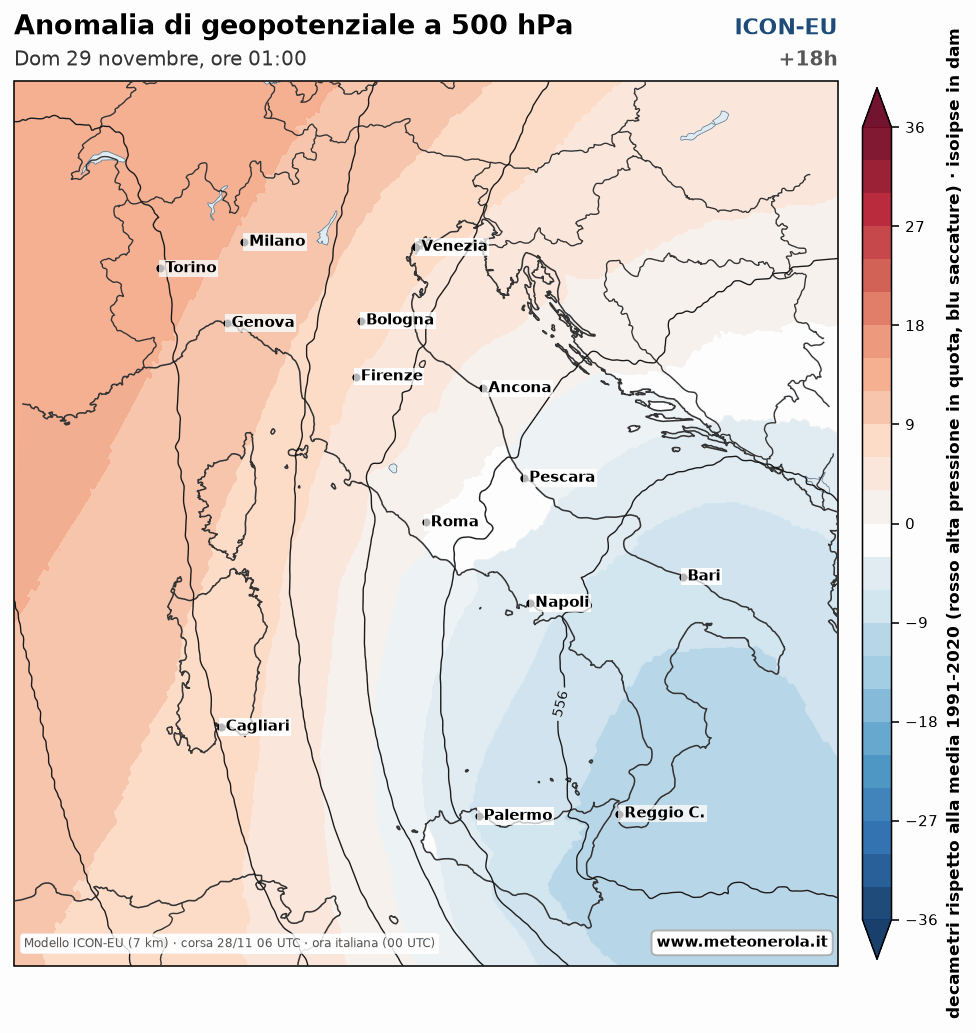 Anomalia di geopotenziale a 500 hPa
ICON-EU
Dom 29 novembre, ore 01:00
+18h
Milano
Venezia
Torino
Genova
Bologna
Firenze
Ancona
Pescara
Roma
Bari
Napoli
556
Cagliari
Palermo
Reggio C.
Modello ICON-EU (7 km) · corsa 28/11 06 UTC · ora italiana (00 UTC)
www.meteonerola.it
36
27
18
9
0
−9
−18
−27
−36
decametri rispetto alla media 1991-2020 (rosso alta pressione in quota, blu saccature) · isoipse in dam